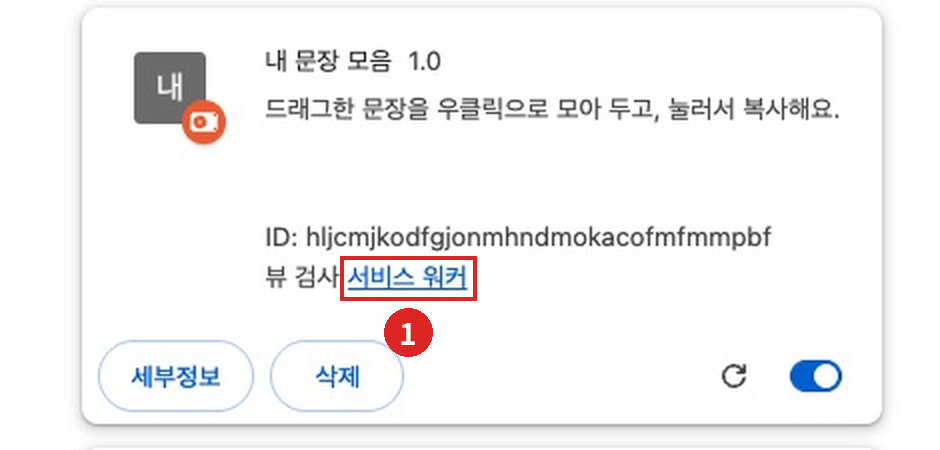 내
내 문장 모음 1.0
드래그한 문장을 우클릭으로 모아 두고, 눌러서 복사해요.
ID: hljcmjkodfgjonmhndmokacofmfmmpbf
뷰 검사 서비스 워커
1
세부정보 삭제